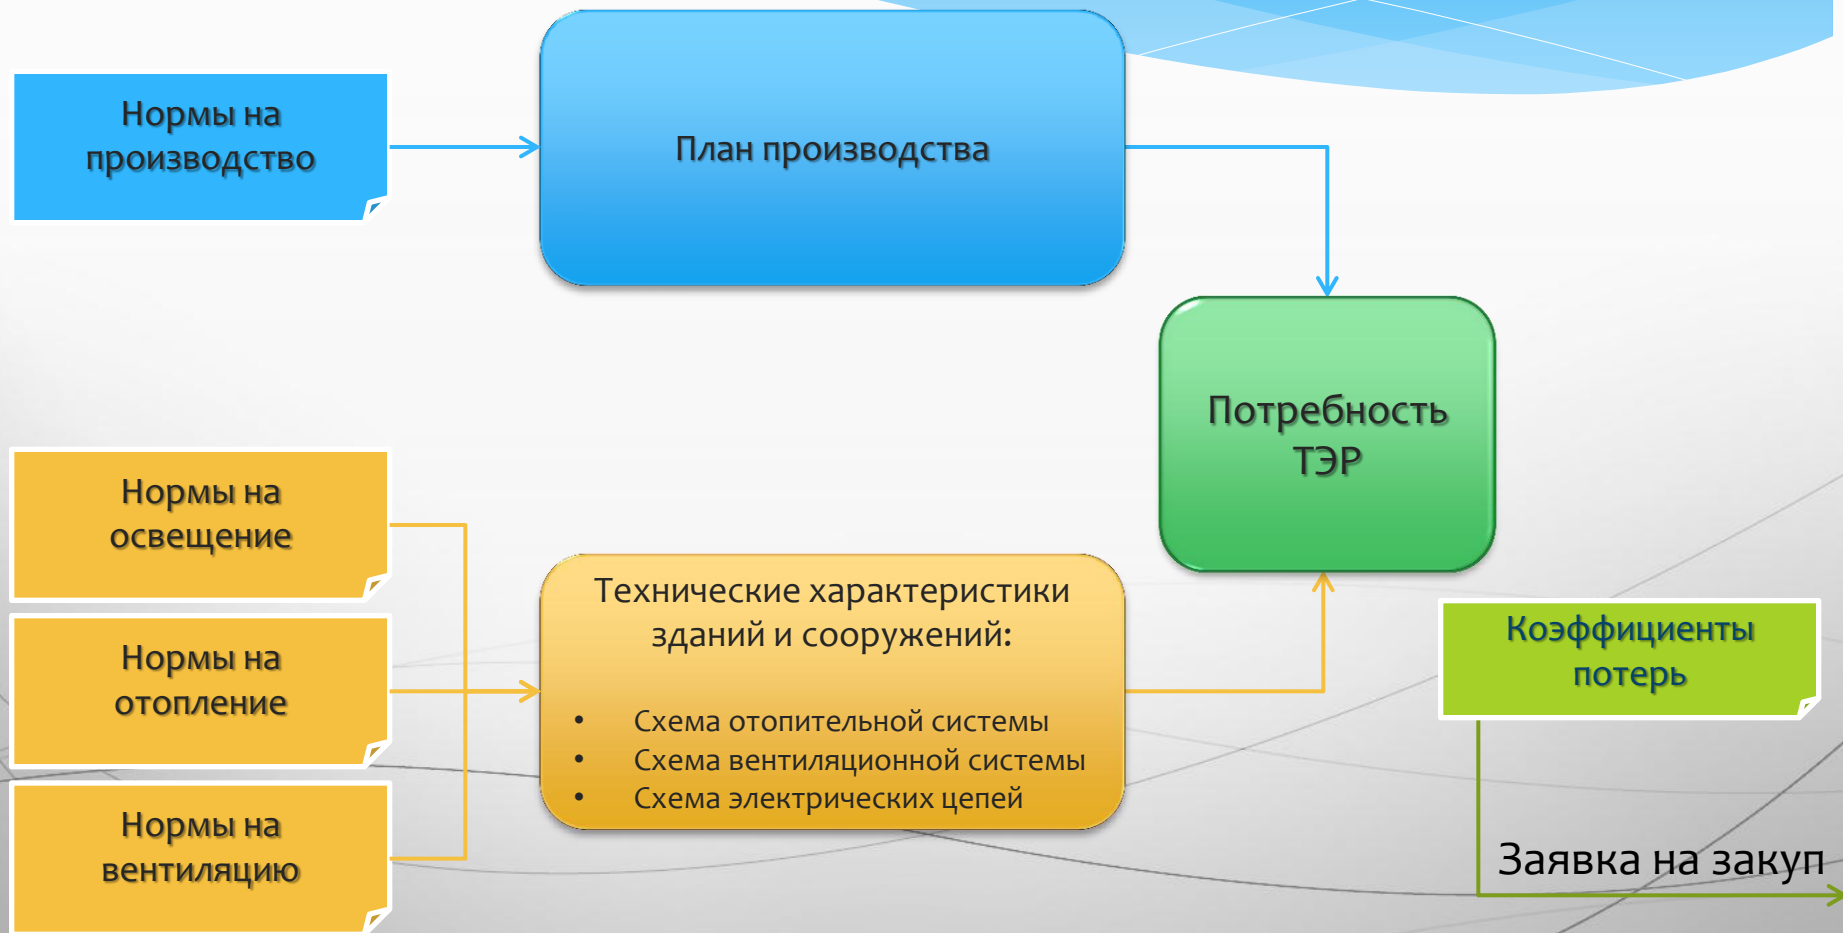 Нормы на
производство
План производства
Потребность
ТЭР
Нормы на
освещение
Нормы на
отопление
Нормы на
вентиляцию
Технические характеристики
зданий и сооружений:
• Схема отопительной системы
• Схема вентиляционной системы
• Схема электрических цепей
Коэффициенты
потерь
Заявка на закуп